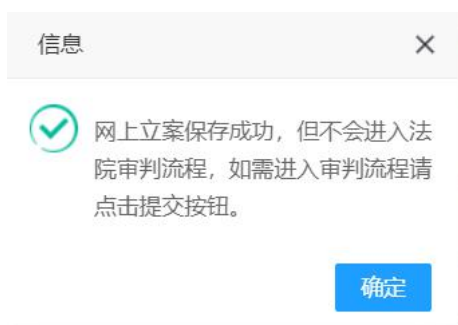 信息
网上立案保存成功，但不会进入法
院审判流程，如需进入审判流程请
点击提交按钮。
确定